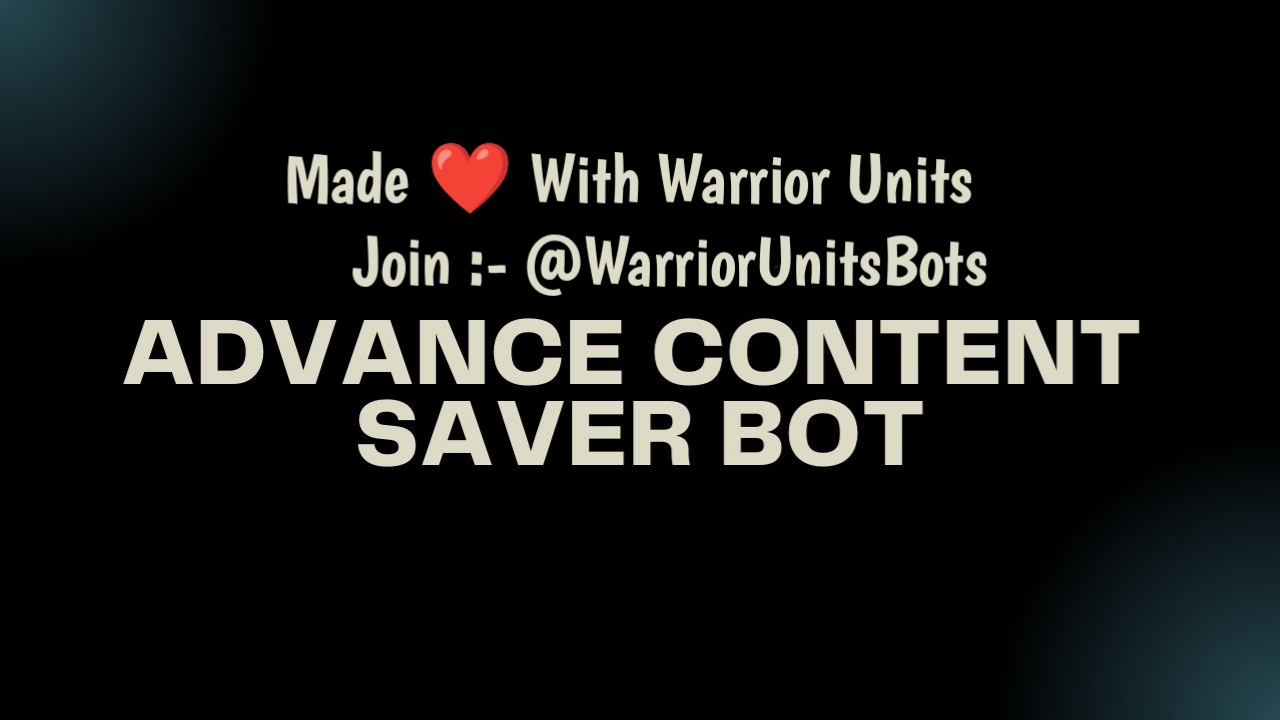 Made ❤️ With Warrior Units
Join :- @WarriorUnitsBots
ADVANCE CONTENT
SAVER BOT